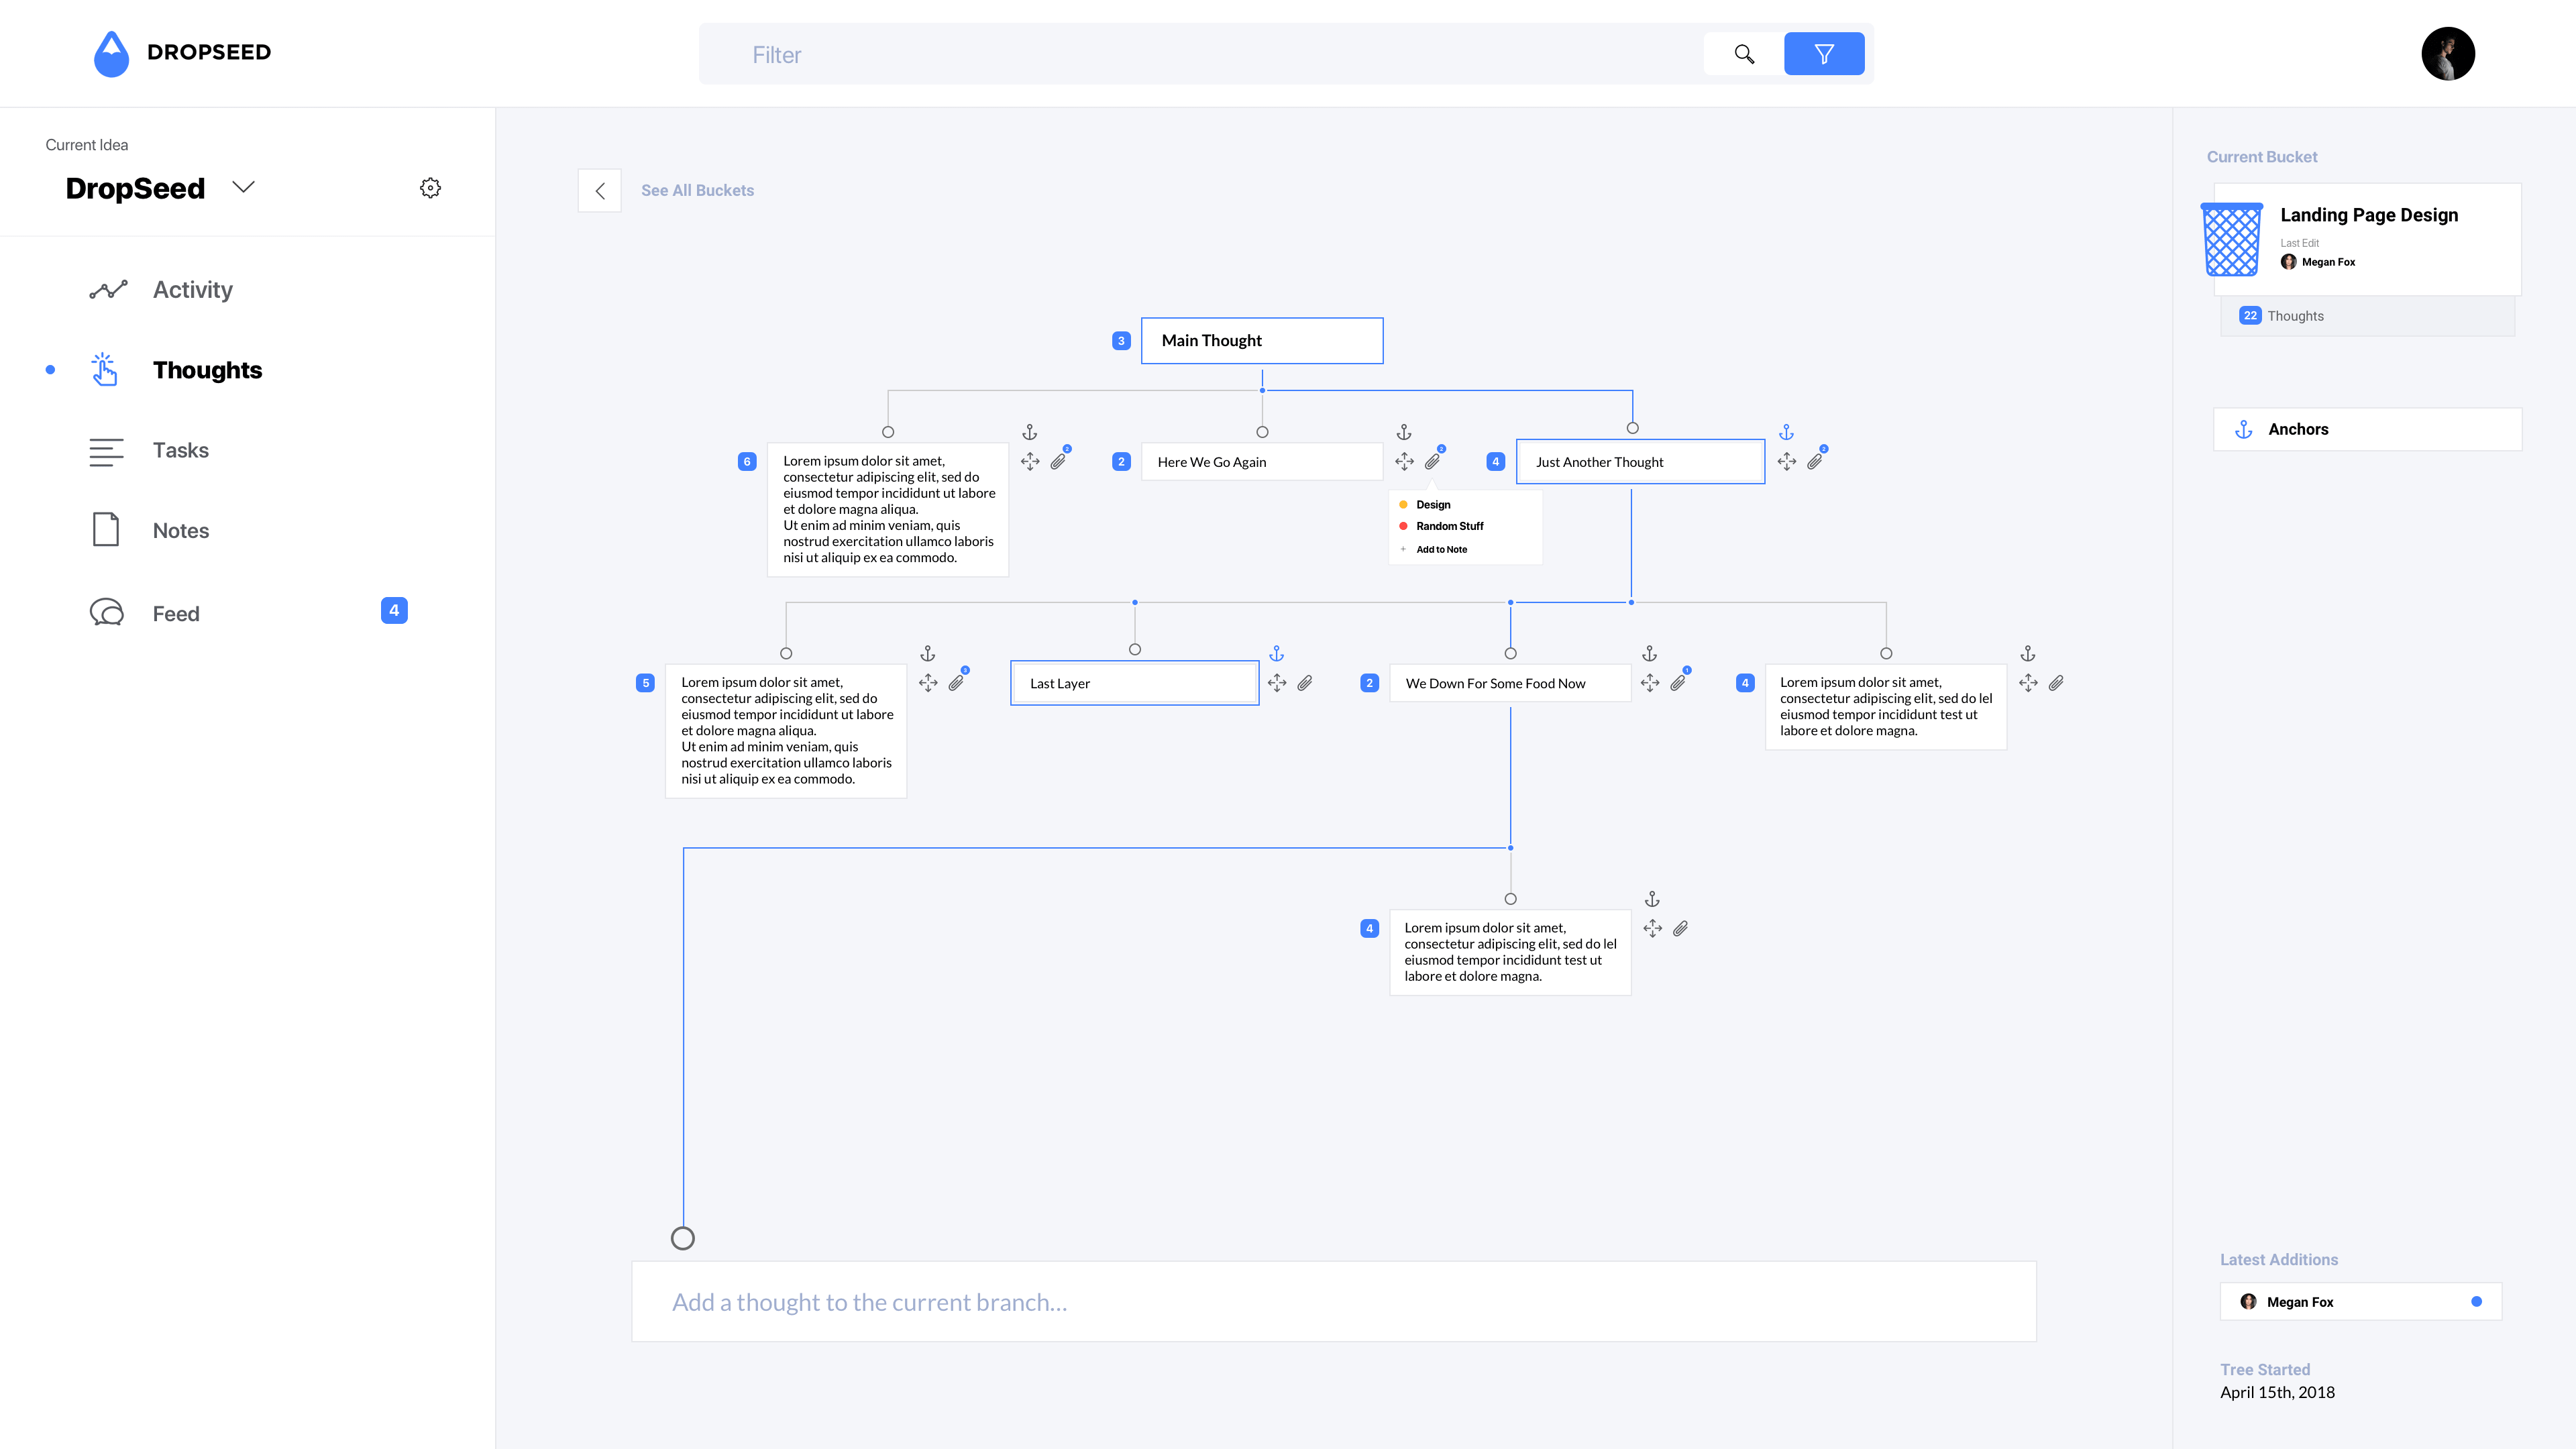 DROPSEED
Filter
Current Idea
DropSeed
Activity
Thoughts
Tasks
Notes
Feed
4
See All Buckets
3
Main Thought
6
Lorem ipsum dolor sit amet,
consectetur adipiscing elit, sed do
eiusmod tempor incididunt ut labore
et dolore magna aliqua.
Ut enim ad minim veniam, quis
nostrud exercitation ullamco laboris
nisi ut aliquip ex ea commodo.
2
Here We Go Again
Design
Random Stuff
+ Add to Note
4
Just Another Thought
5
Lorem ipsum dolor sit amet,
consectetur adipiscing elit, sed do
eiusmod tempor incididunt ut labore
et dolore magna aliqua.
Ut enim ad minim veniam, quis
nostrud exercitation ullamco laboris
nisi ut aliquip ex ea commodo.
Last Layer
2
We Down For Some Food Now
1
4
Lorem ipsum dolor sit amet,
consectetur adipiscing elit, sed do lel
eiusmod tempor incididunt test ut
labore et dolore magna.
4
Lorem ipsum dolor sit amet,
consectetur adipiscing elit, sed do lel
eiusmod tempor incididunt test ut
labore et dolore magna.
Add a thought to the current branch...
Current Bucket
Landing Page Design
Last Edit
Megan Fox
22 Thoughts
Anchors
Latest Additions
Megan Fox
Tree Started
April 15th, 2018